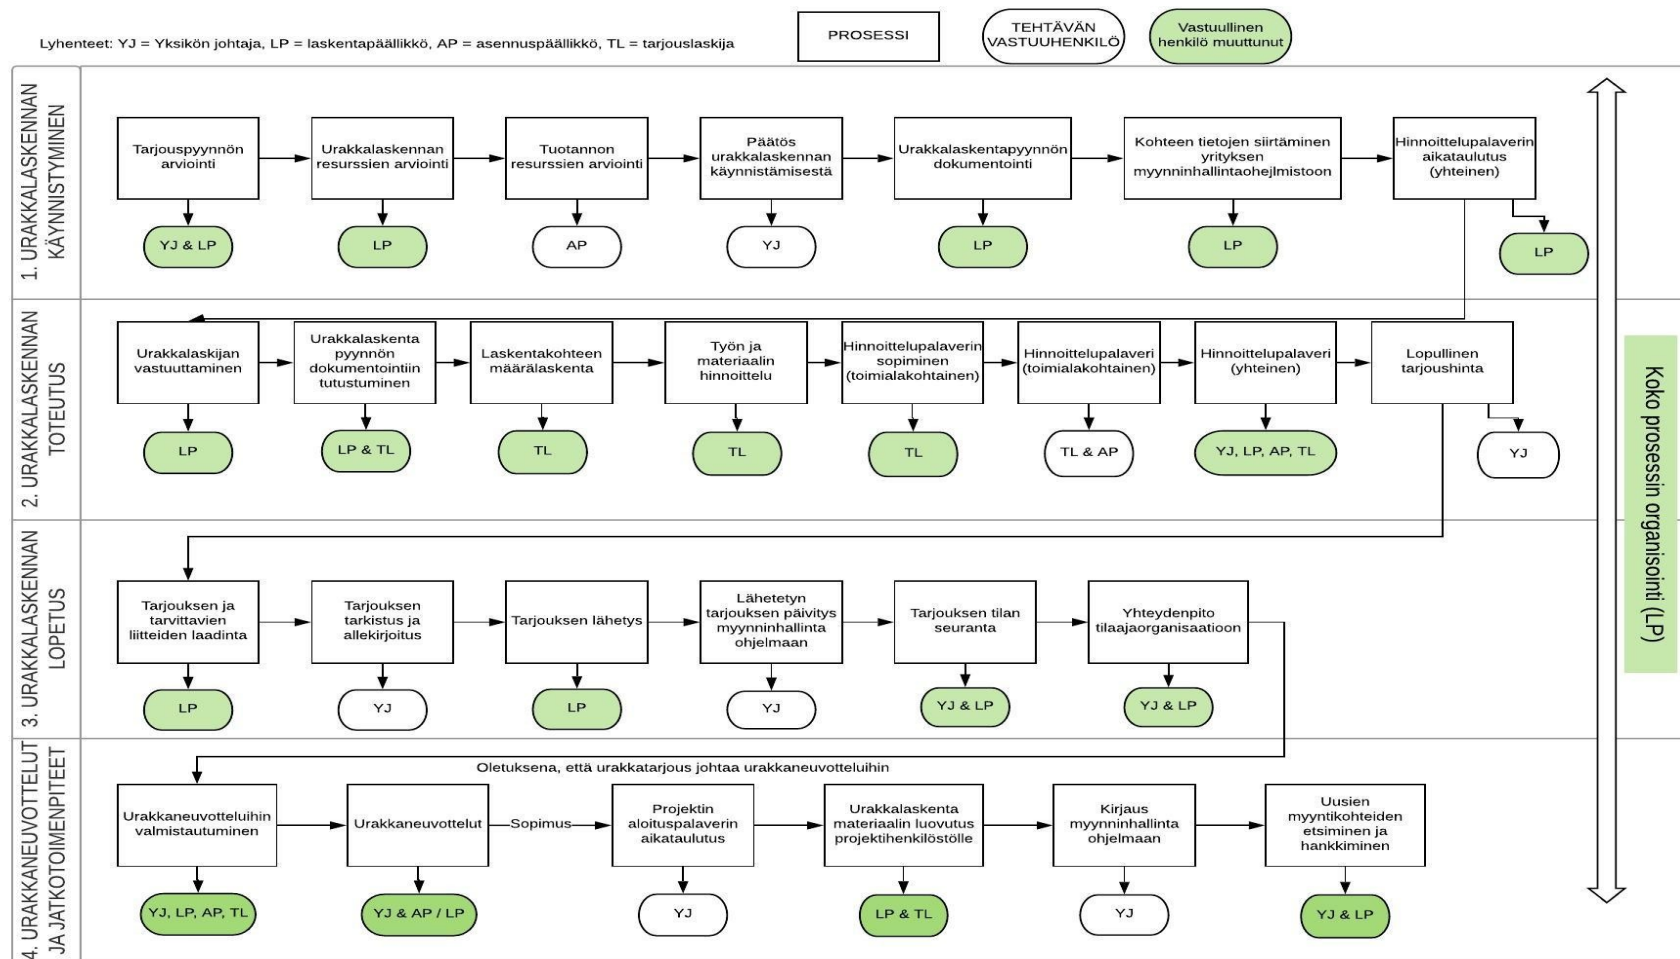 Lyhenteet: YJ = Yksikön johtaja, LP = laskentapäällikkö, AP = asennuspäällikkö, TL = tarjouslaskija
PROSESSI
TEHTÄVÄN
VASTUUHENKILÖ
Vastuullinen
henkilö muuttunut
1. URAKKALASKENNAN
KÄYNNISTYMINEN
Tarjouspyynnön
arviointi
Urakkalaskennan
resurssien arviointi
Tuotannon
resurssien arviointi
Päätös
urakkalaskennan
käynnistämisestä
Urakkalaskentapyynnön
dokumentointi
Kohteen tietojen siirtäminen
yrityksen
myynninhallintaohejlmistoon
Hinnoittelupalaverin
aikataulutus
(yhteinen)
YJ & LP
LP
AP
YJ
LP
LP
LP
2. URAKKALASKENNAN
TOTEUTUS
Urakkalaskijan
vastuuttaminen
Urakkalaskenta
pyynnön
dokumentointiin
tutustuminen
Laskentakohteen
määrälaskenta
Työn ja
materiaalin
hinnoittelu
Hinnoittelupalaverin
sopiminen
(toimialakohtainen)
Hinnoittelupalaveri
(toimialakohtainen)
Hinnoittelupalaveri
(yhteinen)
Lopullinen
tarjoushinta
LP
LP & TL
TL
TL
TL
TL & AP
YJ, LP, AP, TL
YJ
3. URAKKALASKENNAN
LOPETUS
Tarjouksen ja
tarvittavien
liitteiden laadinta
Tarjouksen
tarkistus ja
allekirjoitus
Tarjouksen lähetys
Lähetetyn
tarjouksen päivitys
myynninhallinta
ohjelmaan
Tarjouksen tilan
seuranta
Yhteydenpito
tilaajaorganisaatioon
LP
YJ
LP
YJ
YJ & LP
YJ & LP
4. URAKKANEUVOTTELUT
JA JATKOTOIMENPITEET
Oletuksena, että urakkatarjous johtaa urakkaneuvotteluihin
Urakkaneuvotteluihin
valmistautuminen
Urakkaneuvottelut
Sopimus
Projektin
aloituspalaverin
aikataulutus
Urakkalaskenta
materiaalin luovutus
projektihenkilöstölle
Kirjaus
myynninhallinta
ohjelmaan
Uusien
myyntikohteiden
etsiminen ja
hankkiminen
YJ, LP, AP, TL
YJ & AP / LP
YJ
LP & TL
YJ
YJ & LP
Koko prosessin organisointi (LP)